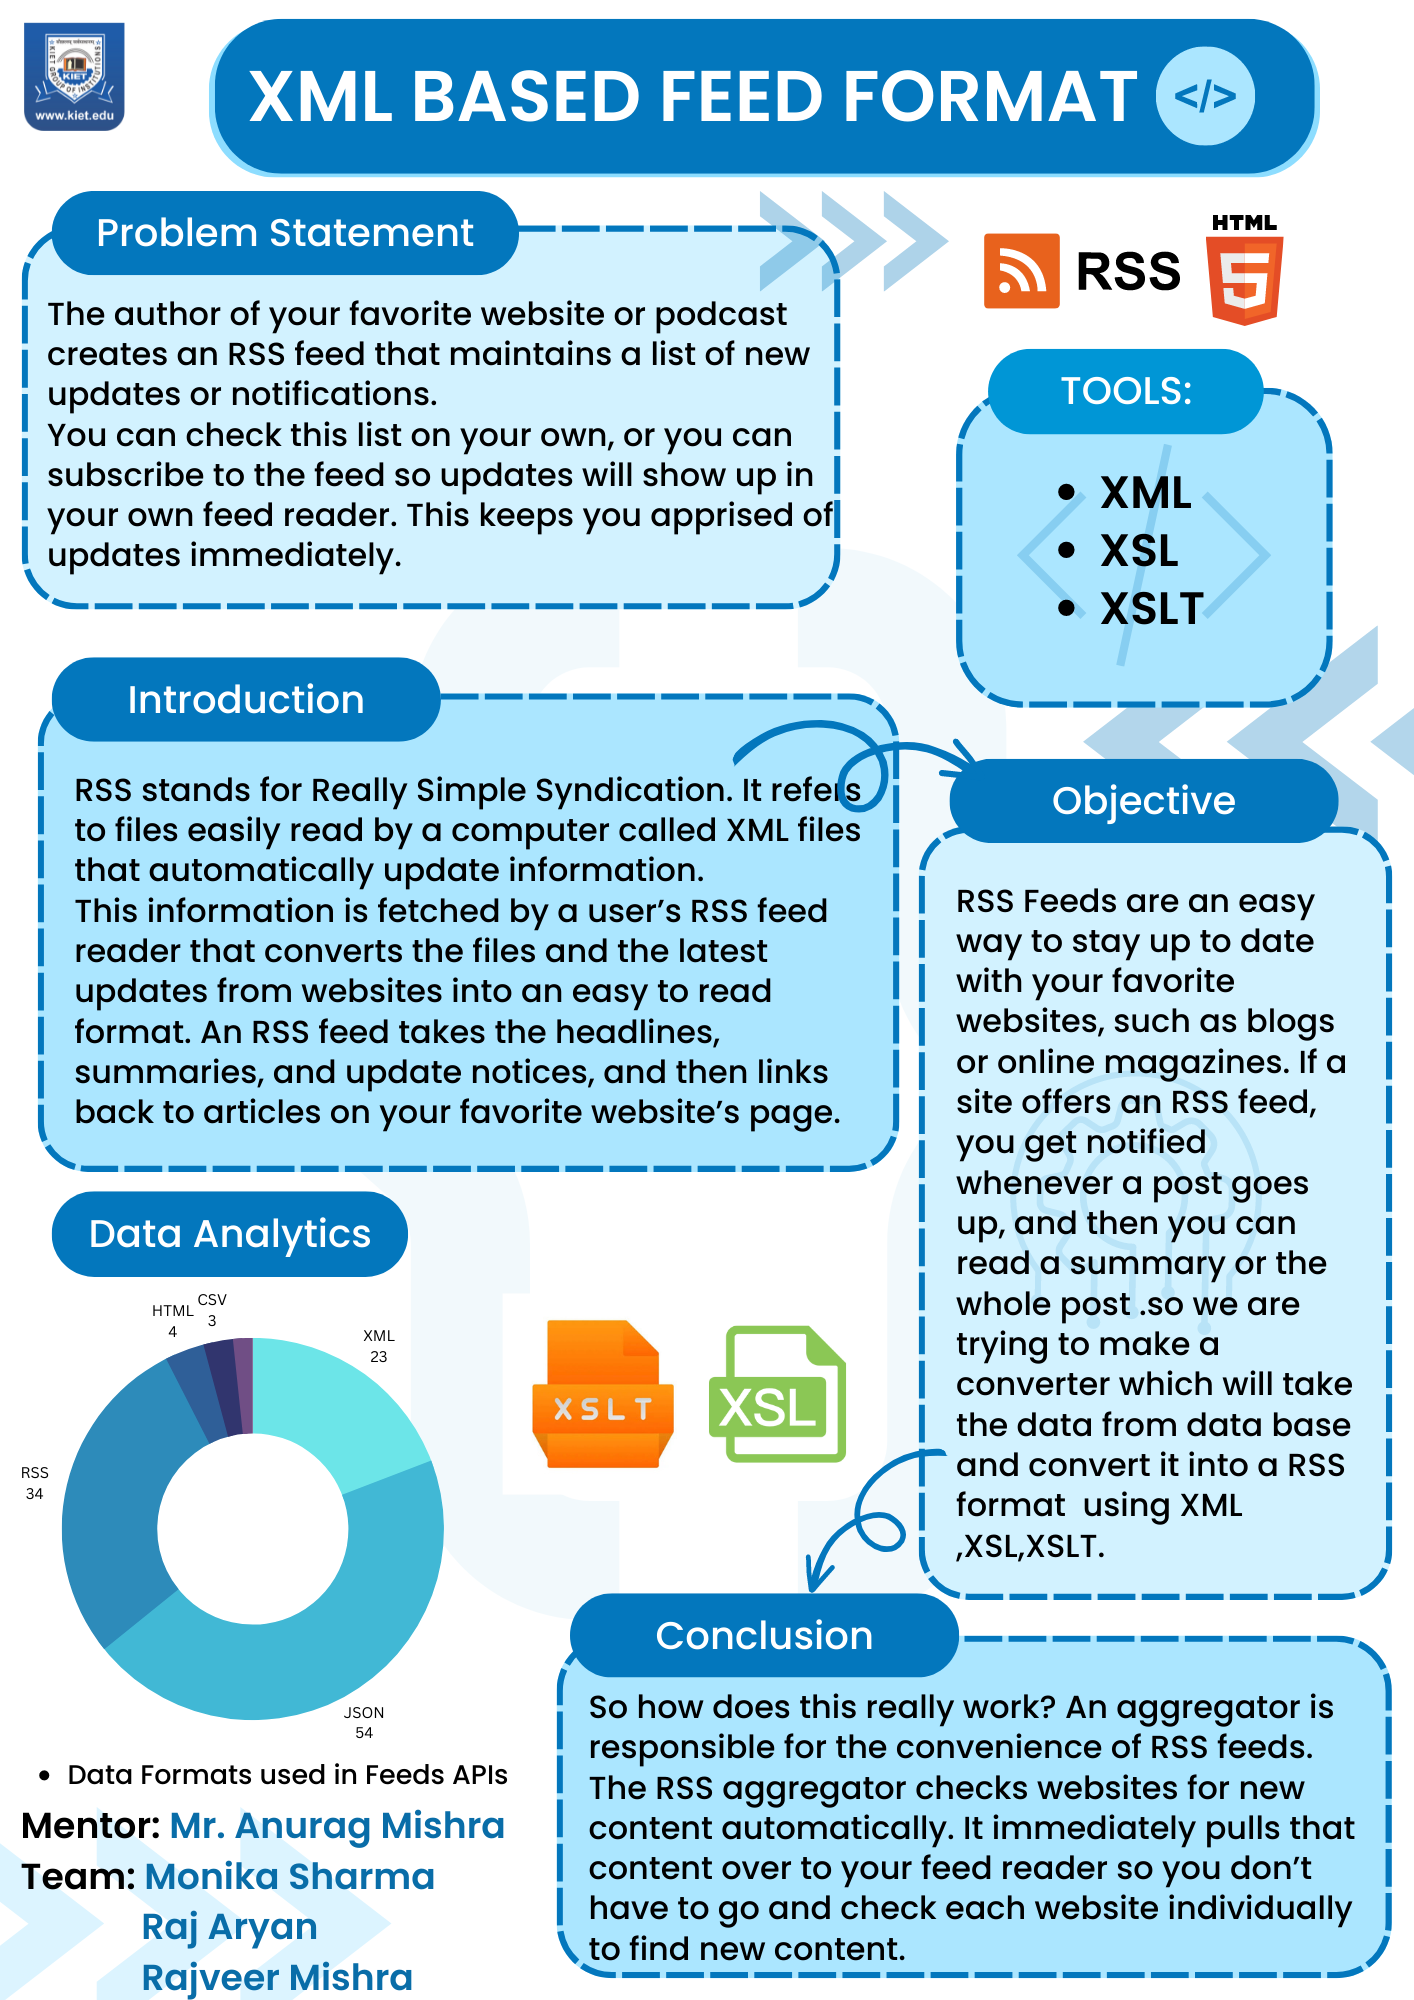 KIET GROUP OF INSTITUTIONS
KIET
www.kiet.edu
XML BASED FEED FORMAT </>
Problem Statement
The author of your favorite website or podcast
creates an RSS feed that maintains a list of new
updates or notifications.
You can check this list on your own, or you can
subscribe to the feed so updates will show up in
your own feed reader. This keeps you apprised of
updates immediately.
RSS
HTML
5
TOOLS:
• XML
• XSL
• XSLT
Introduction
RSS stands for Really Simple Syndication. It refers
to files easily read by a computer called XML files
that automatically update information.
This information is fetched by a user’s RSS feed
reader that converts the files and the latest
updates from websites into an easy to read
format. An RSS feed takes the headlines,
summaries, and update notices, and then links
back to articles on your favorite website’s page.
Objective
RSS Feeds are an easy
way to stay up to date
with your favorite
websites, such as blogs
or online magazines. If a
site offers an RSS feed,
you get notified
whenever a post goes
up, and then you can
read a summary or the
whole post .so we are
trying to make a
converter which will take
the data from data base
and convert it into a RSS
format  using XML
,XSL,XSLT.
Data Analytics
HTML
4
CSV
3
XML
23
RSS
34
JSON
54
• Data Formats used in Feeds APIs
XSLT
XSL
Conclusion
So how does this really work? An aggregator is
responsible for the convenience of RSS feeds.
The RSS aggregator checks websites for new
content automatically. It immediately pulls that
content over to your feed reader so you don’t
have to go and check each website individually
to find new content.
Mentor: Mr. Anurag Mishra
Team: Monika Sharma
Raj Aryan
Rajveer Mishra